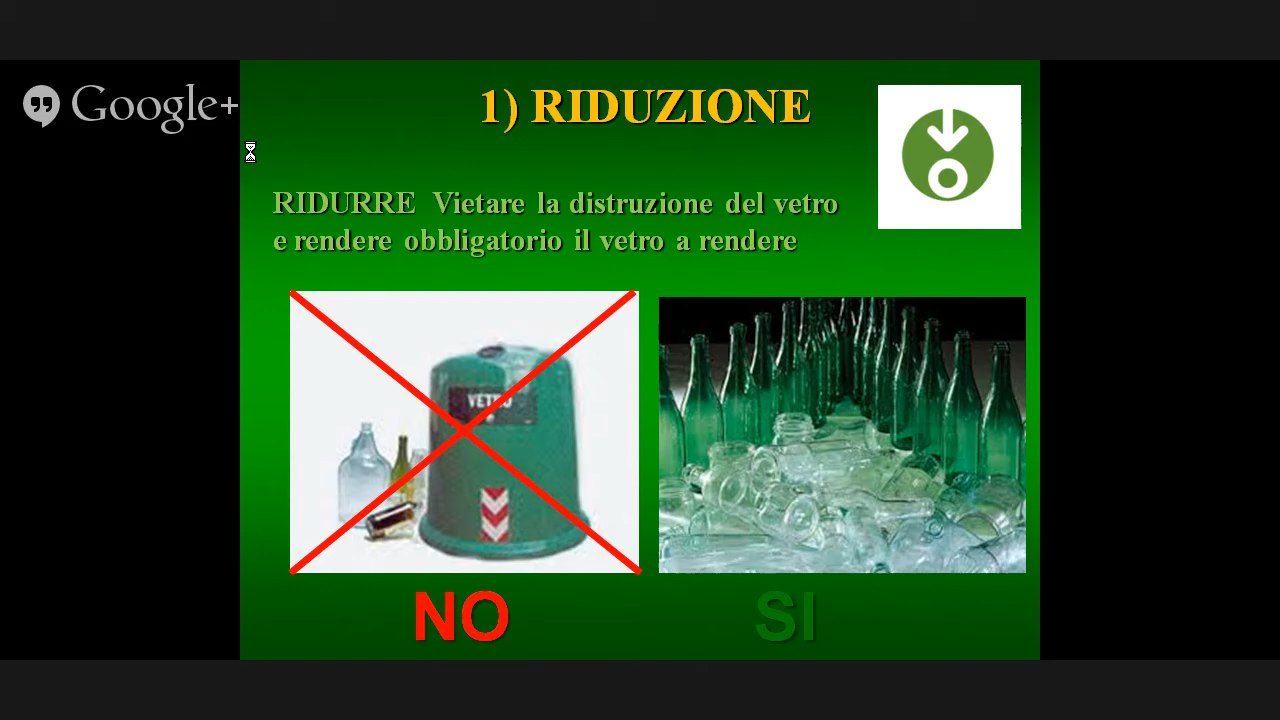 Google+
1) RIDUZIONE
RIDURRE Vietare la distruzione del vetro
e rendere obbligatorio il vetro a rendere
VETRO
NO
SI